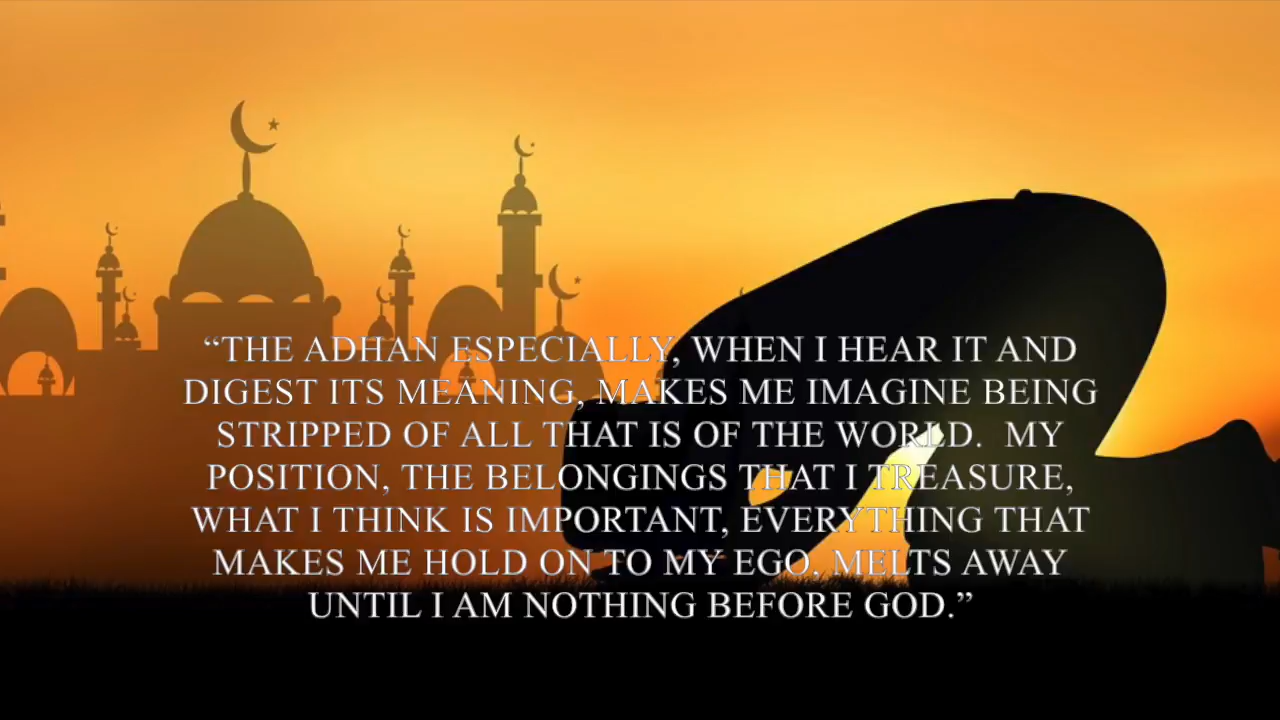 “THE ADHAN ESPECIALLY, WHEN I HEAR IT AND
DIGEST ITS MEANING, MAKES ME IMAGINE BEING
STRIPPED OF ALL THAT IS OF THE WORLD.  MY
POSITION, THE BELONGINGS THAT I TREASURE,
WHAT I THINK IS IMPORTANT, EVERYTHING THAT
MAKES ME HOLD ON TO MY EGO, MELTS AWAY
UNTIL I AM NOTHING BEFORE GOD.”